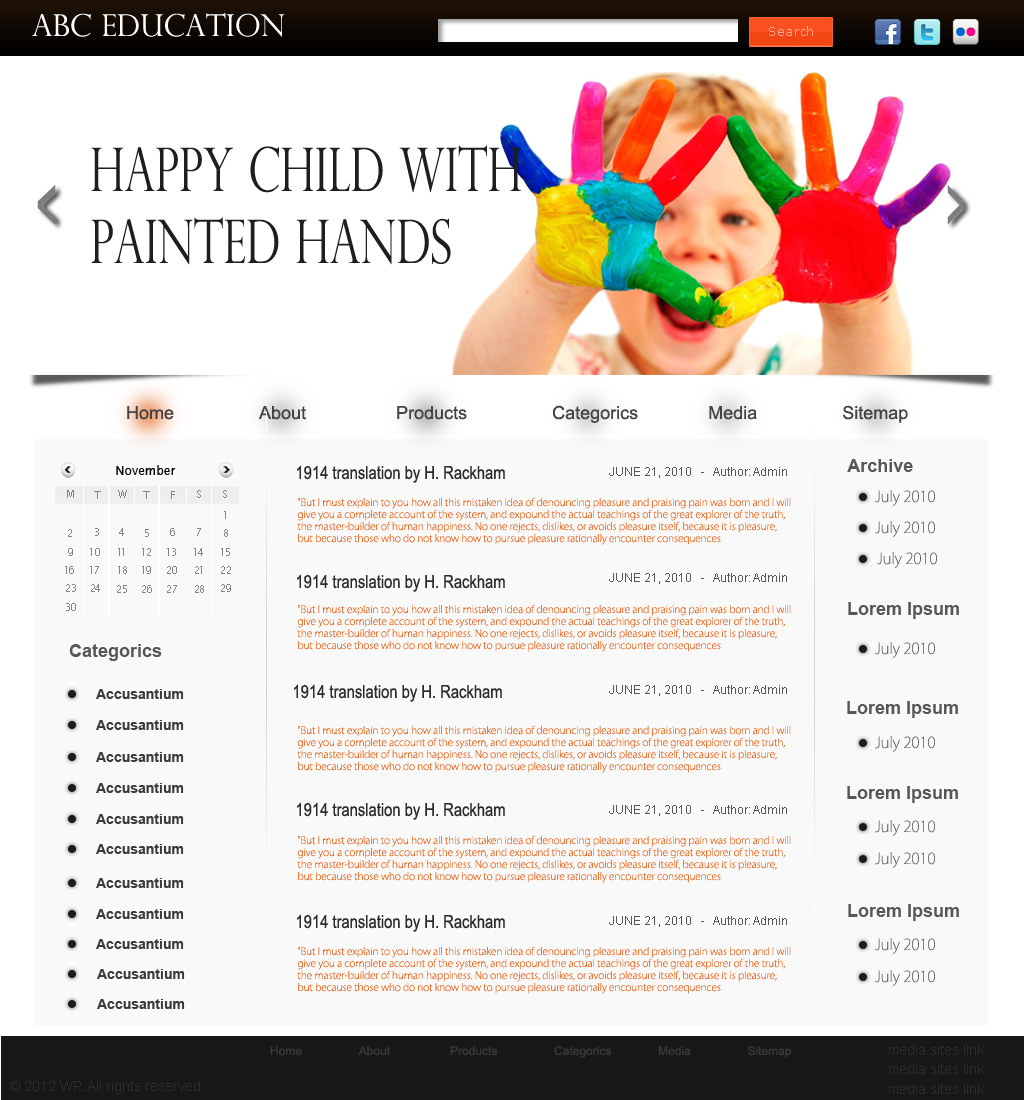 ABC EDUCATION
Search
HAPPY CHILD WITH
PAINTED HANDS
Home About Products Categorics Media Sitemap
November
M T W T F S S
1
2 3 4 5 6 7 8
9 10 11 12 13 14 15
16 17 18 19 20 21 22
23 24 25 26 27 28 29
30
Categorics
Accusantium
Accusantium
Accusantium
Accusantium
Accusantium
Accusantium
Accusantium
Accusantium
Accusantium
Accusantium
Accusantium
1914 translation by H. Rackham JUNE 21, 2010 - Author: Admin
"But I must explain to you how all this mistaken idea of denouncing pleasure and praising pain was born and I will
give you a complete account of the system, and expound the actual teachings of the great explorer of the truth,
the master-builder of human happiness. No one rejects, dislikes, or avoids pleasure itself, because it is pleasure,
but because those who do not know how to pursue pleasure rationally encounter consequences
1914 translation by H. Rackham JUNE 21, 2010 - Author: Admin
"But I must explain to you how all this mistaken idea of denouncing pleasure and praising pain was born and I will
give you a complete account of the system, and expound the actual teachings of the great explorer of the truth,
the master-builder of human happiness. No one rejects, dislikes, or avoids pleasure itself, because it is pleasure,
but because those who do not know how to pursue pleasure rationally encounter consequences
1914 translation by H. Rackham JUNE 21, 2010 - Author: Admin
"But I must explain to you how all this mistaken idea of denouncing pleasure and praising pain was born and I will
give you a complete account of the system, and expound the actual teachings of the great explorer of the truth,
the master-builder of human happiness. No one rejects, dislikes, or avoids pleasure itself, because it is pleasure,
but because those who do not know how to pursue pleasure rationally encounter consequences
1914 translation by H. Rackham JUNE 21, 2010 - Author: Admin
"But I must explain to you how all this mistaken idea of denouncing pleasure and praising pain was born and I will
give you a complete account of the system, and expound the actual teachings of the great explorer of the truth,
the master-builder of human happiness. No one rejects, dislikes, or avoids pleasure itself, because it is pleasure,
but because those who do not know how to pursue pleasure rationally encounter consequences
1914 translation by H. Rackham JUNE 21, 2010 - Author: Admin
"But I must explain to you how all this mistaken idea of denouncing pleasure and praising pain was born and I will
give you a complete account of the system, and expound the actual teachings of the great explorer of the truth,
the master-builder of human happiness. No one rejects, dislikes, or avoids pleasure itself, because it is pleasure,
but because those who do not know how to pursue pleasure rationally encounter consequences
Archive
July 2010
July 2010
July 2010
Lorem Ipsum
July 2010
Lorem Ipsum
July 2010
Lorem Ipsum
July 2010
July 2010
Lorem Ipsum
July 2010
July 2010
Home About Products Categorics Media Sitemap
media sites link
media sites link
media sites link
© 2012 WP. All rights reserved